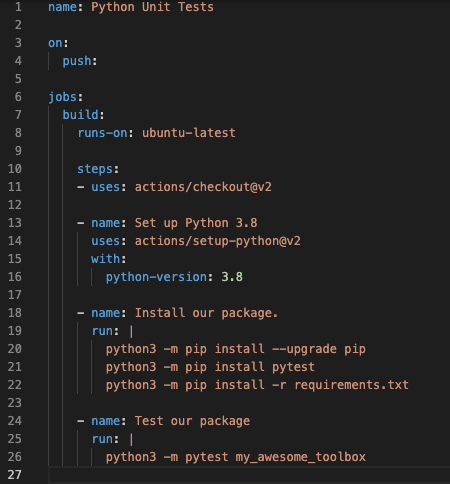 1 name: Python Unit Tests
2
3 on:
4   push:
5
6 jobs:
7   build:
8     runs-on: ubuntu-latest
9
10     steps:
11     - uses: actions/checkout@v2
12
13     - name: Set up Python 3.8
14       uses: actions/setup-python@v2
15       with:
16         python-version: 3.8
17
18     - name: Install our package.
19       run: |
20         python3 -m pip install --upgrade pip
21         python3 -m pip install pytest
22         python3 -m pip install -r requirements.txt
23
24     - name: Test our package
25       run: |
26         python3 -m pytest my_awesome_toolbox
27